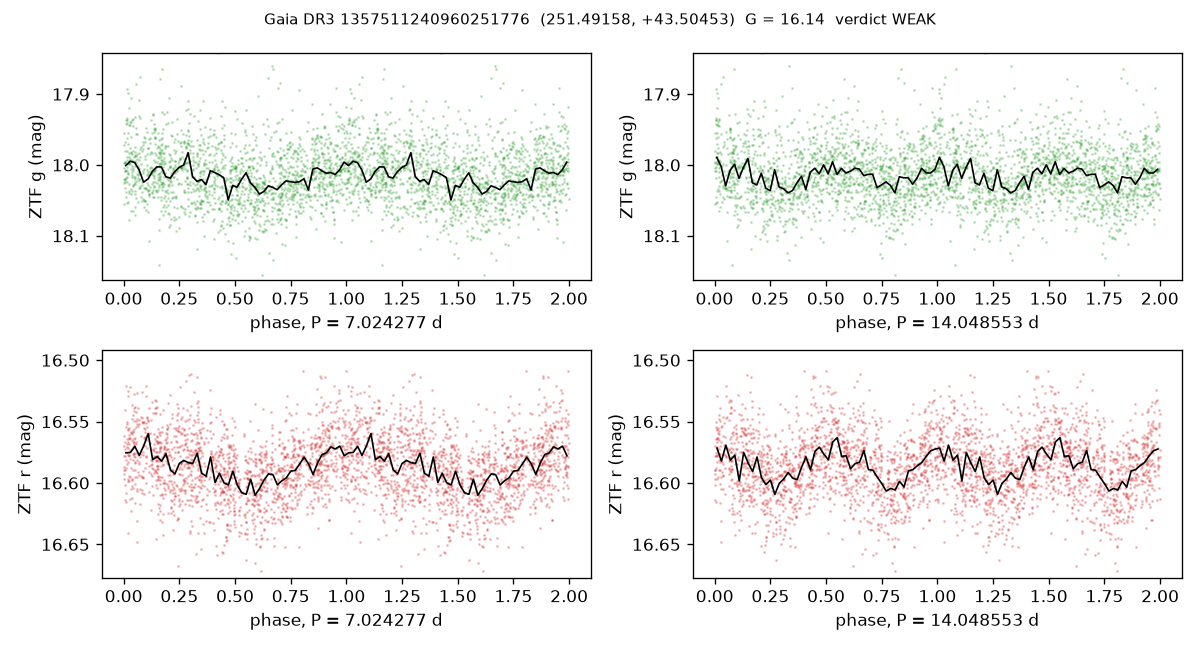 Gaia DR3 1357511240960251776  (251.49158, +43.50453)  G = 16.14  verdict WEAK
ZTF g (mag)
17.9
18.0
18.1
0.00 0.25 0.50 0.75 1.00 1.25 1.50 1.75 2.00
phase, P = 7.024277 d
ZTF g (mag)
17.9
18.0
18.1
0.00 0.25 0.50 0.75 1.00 1.25 1.50 1.75 2.00
phase, P = 14.048553 d
ZTF r (mag)
16.50
16.55
16.60
16.65
0.00 0.25 0.50 0.75 1.00 1.25 1.50 1.75 2.00
phase, P = 7.024277 d
ZTF r (mag)
16.50
16.55
16.60
16.65
0.00 0.25 0.50 0.75 1.00 1.25 1.50 1.75 2.00
phase, P = 14.048553 d